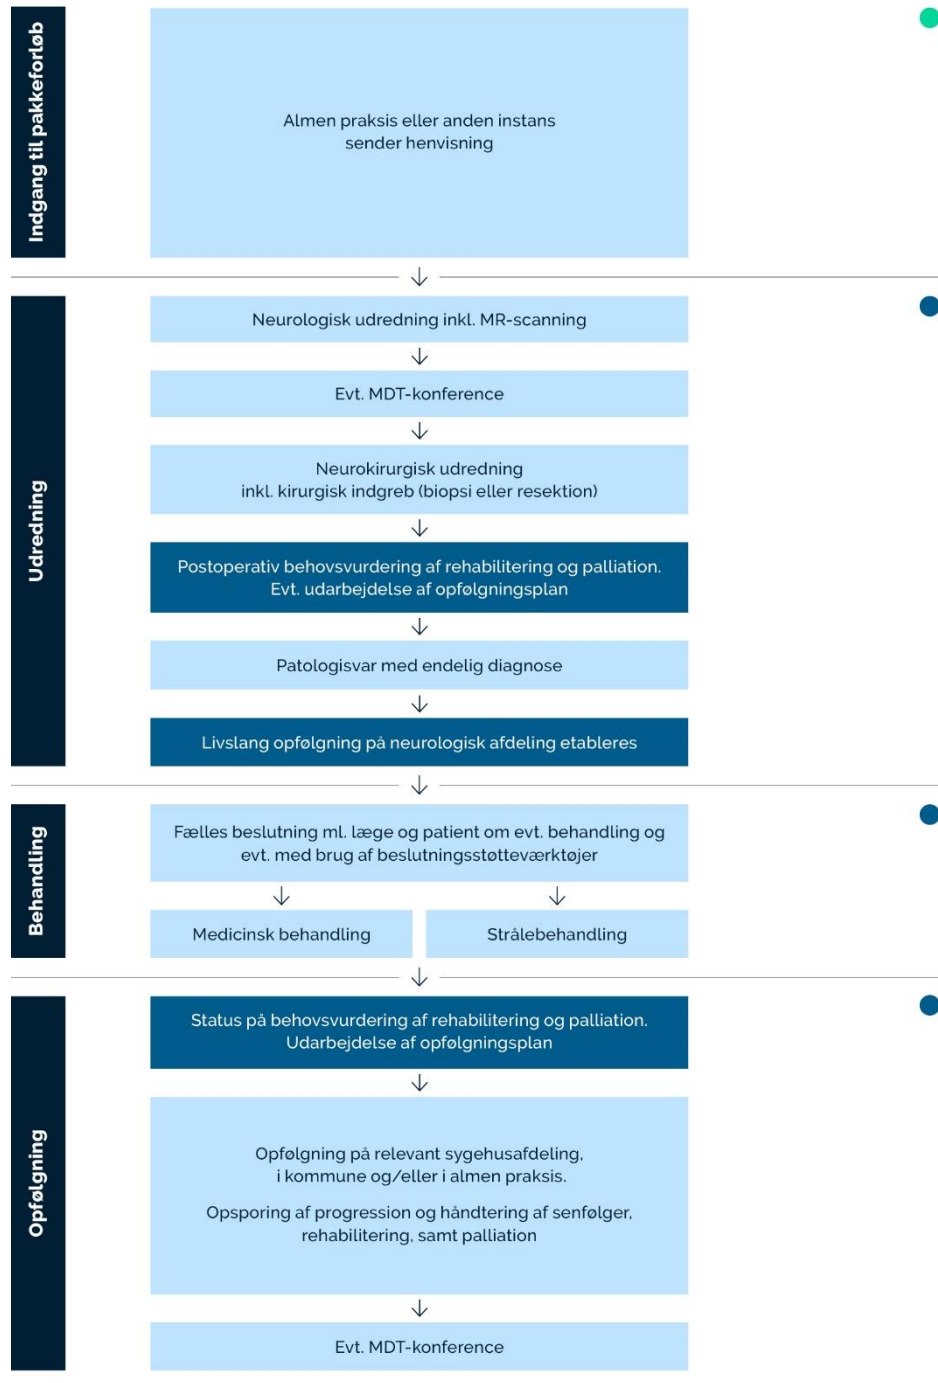 Indgang til pakkeforløb
Almen praksis eller anden instans
sender henvisning
Udredning
Neurologisk udredning inkl. MR-scanning
Evt. MDT-konference
Neurokirurgisk udredning
inkl. kirurgisk indgreb (biopsi eller resektion)
Postoperativ behovsvurdering af rehabilitering og palliation.
Evt. udarbejdelse af opfølgningsplan
Patologisvar med endelig diagnose
Livslang opfølgning på neurologisk afdeling etableres
Behandling
Fælles beslutning ml. læge og patient om evt. behandling og
evt. med brug af beslutningsstøtteværktøjer
Medicinsk behandling
Strålebehandling
Opfølgning
Status på behovsvurdering af rehabilitering og palliation.
Udarbejdelse af opfølgningsplan
Opfølgning på relevant sygehusafdeling,
i kommune og/eller i almen praksis.
Opsporing af progression og håndtering af senfølger,
rehabilitering, samt palliation
Evt. MDT-konference